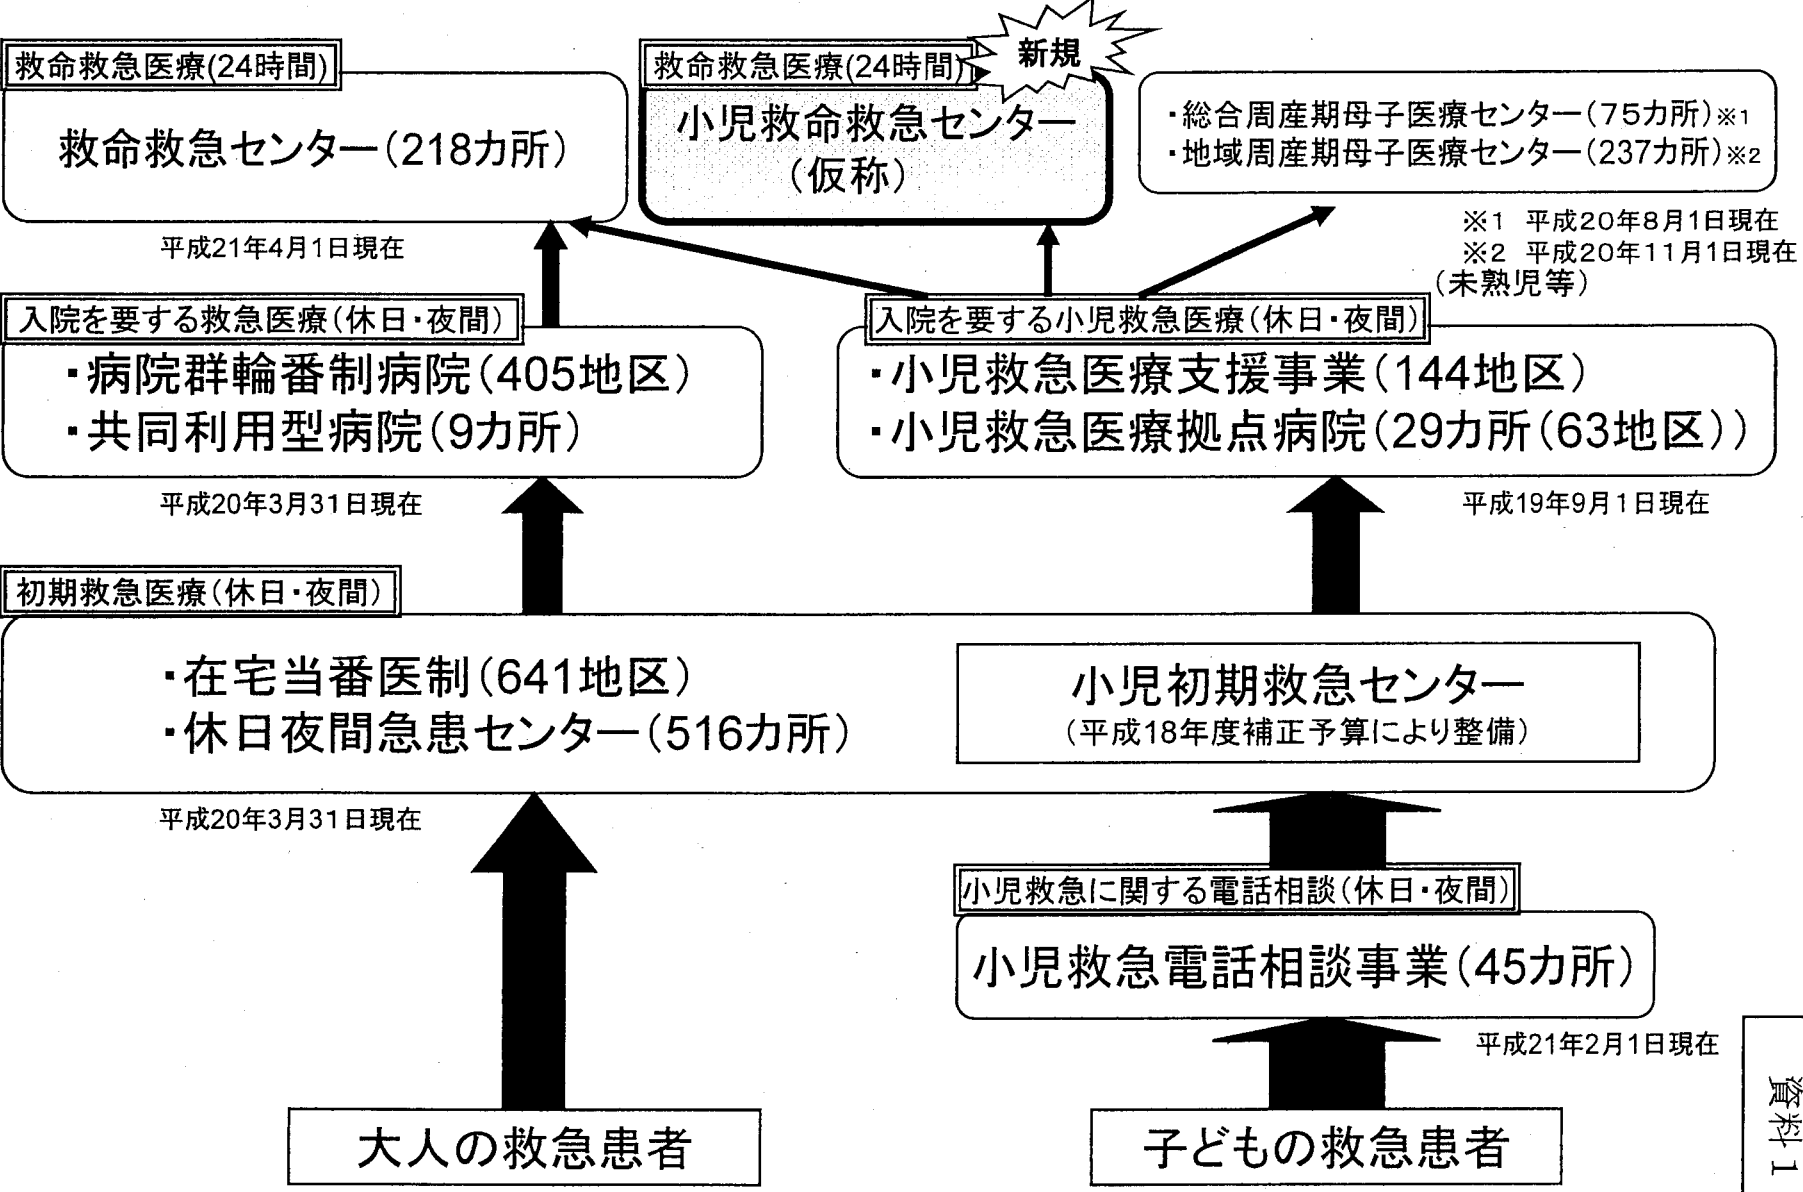 救命救急医療(24時間)
救命救急センター(218カ所)
平成21年4月1日現在
救命救急医療(24時間)
新規
小児救命救急センター
(仮称)
・総合周産期母子医療センター(75カ所)※1
・地域周産期母子医療センター(237カ所)※2
※1 平成20年8月1日現在
※2 平成20年11月1日現在
(未熟児等)
入院を要する救急医療(休日・夜間)
・病院群輪番制病院(405地区)
・共同利用型病院(9カ所)
平成20年3月31日現在
入院を要する小児救急医療(休日・夜間)
・小児救急医療支援事業(144地区)
・小児救急医療拠点病院(29カ所(63地区))
平成19年9月1日現在
初期救急医療(休日・夜間)
・在宅当番医制(641地区)
・休日夜間急患センター(516カ所)
平成20年3月31日現在
小児初期救急センター
(平成18年度補正予算により整備)
小児救急に関する電話相談(休日・夜間)
小児救急電話相談事業(45カ所)
平成21年2月1日現在
大人の救急患者
子どもの救急患者
資料1